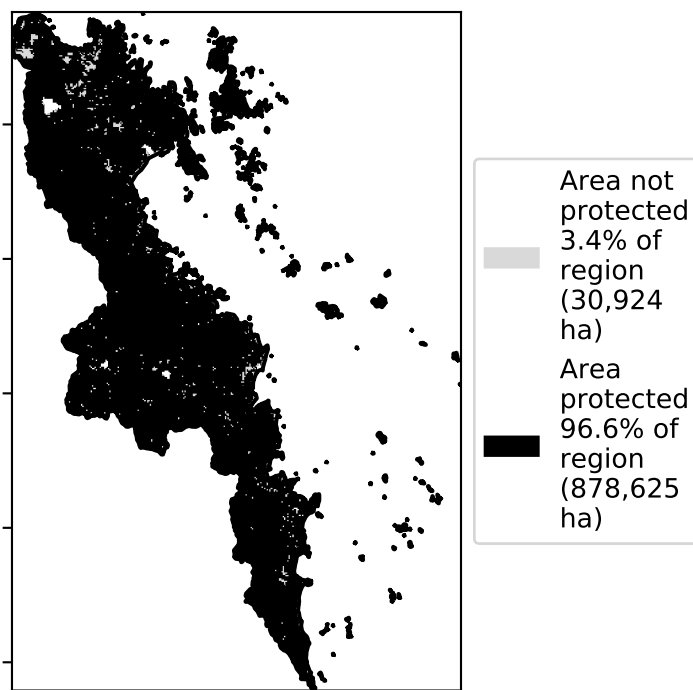 Area not
protected
3.4% of
region
(30,924
ha)
Area
protected
96.6% of
region
(878,625
ha)